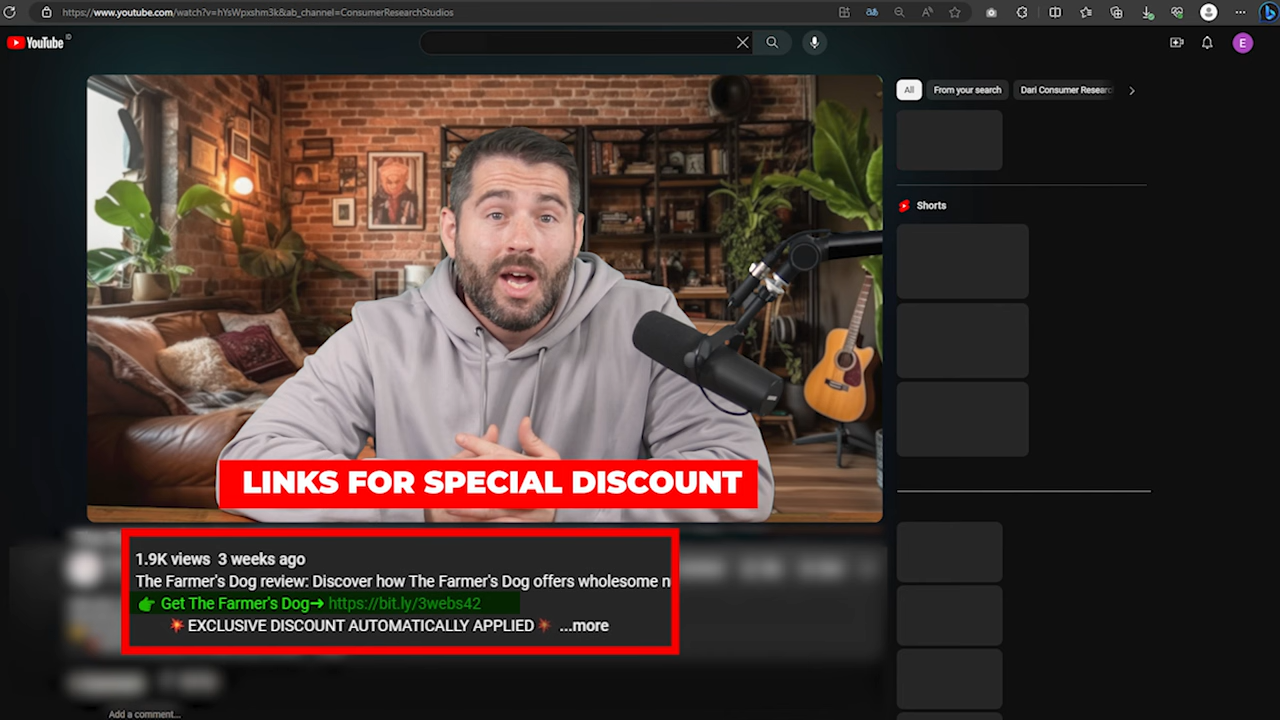 https://www.youtube.com/watch?v=hYsWpxshm3k&ab_channel=ConsumerResearchStudios
YouTube ID
E
All
From your search
Dari Consumer Researc
Shorts
LINKS FOR SPECIAL DISCOUNT
1.9K views 3 weeks ago
The Farmer's Dog review: Discover how The Farmer's Dog offers wholesome n
👉 Get The Farmer's Dog➜ https://bit.ly/3webs42
💥 EXCLUSIVE DISCOUNT AUTOMATICALLY APPLIED 💥 ...more
Add a comment...